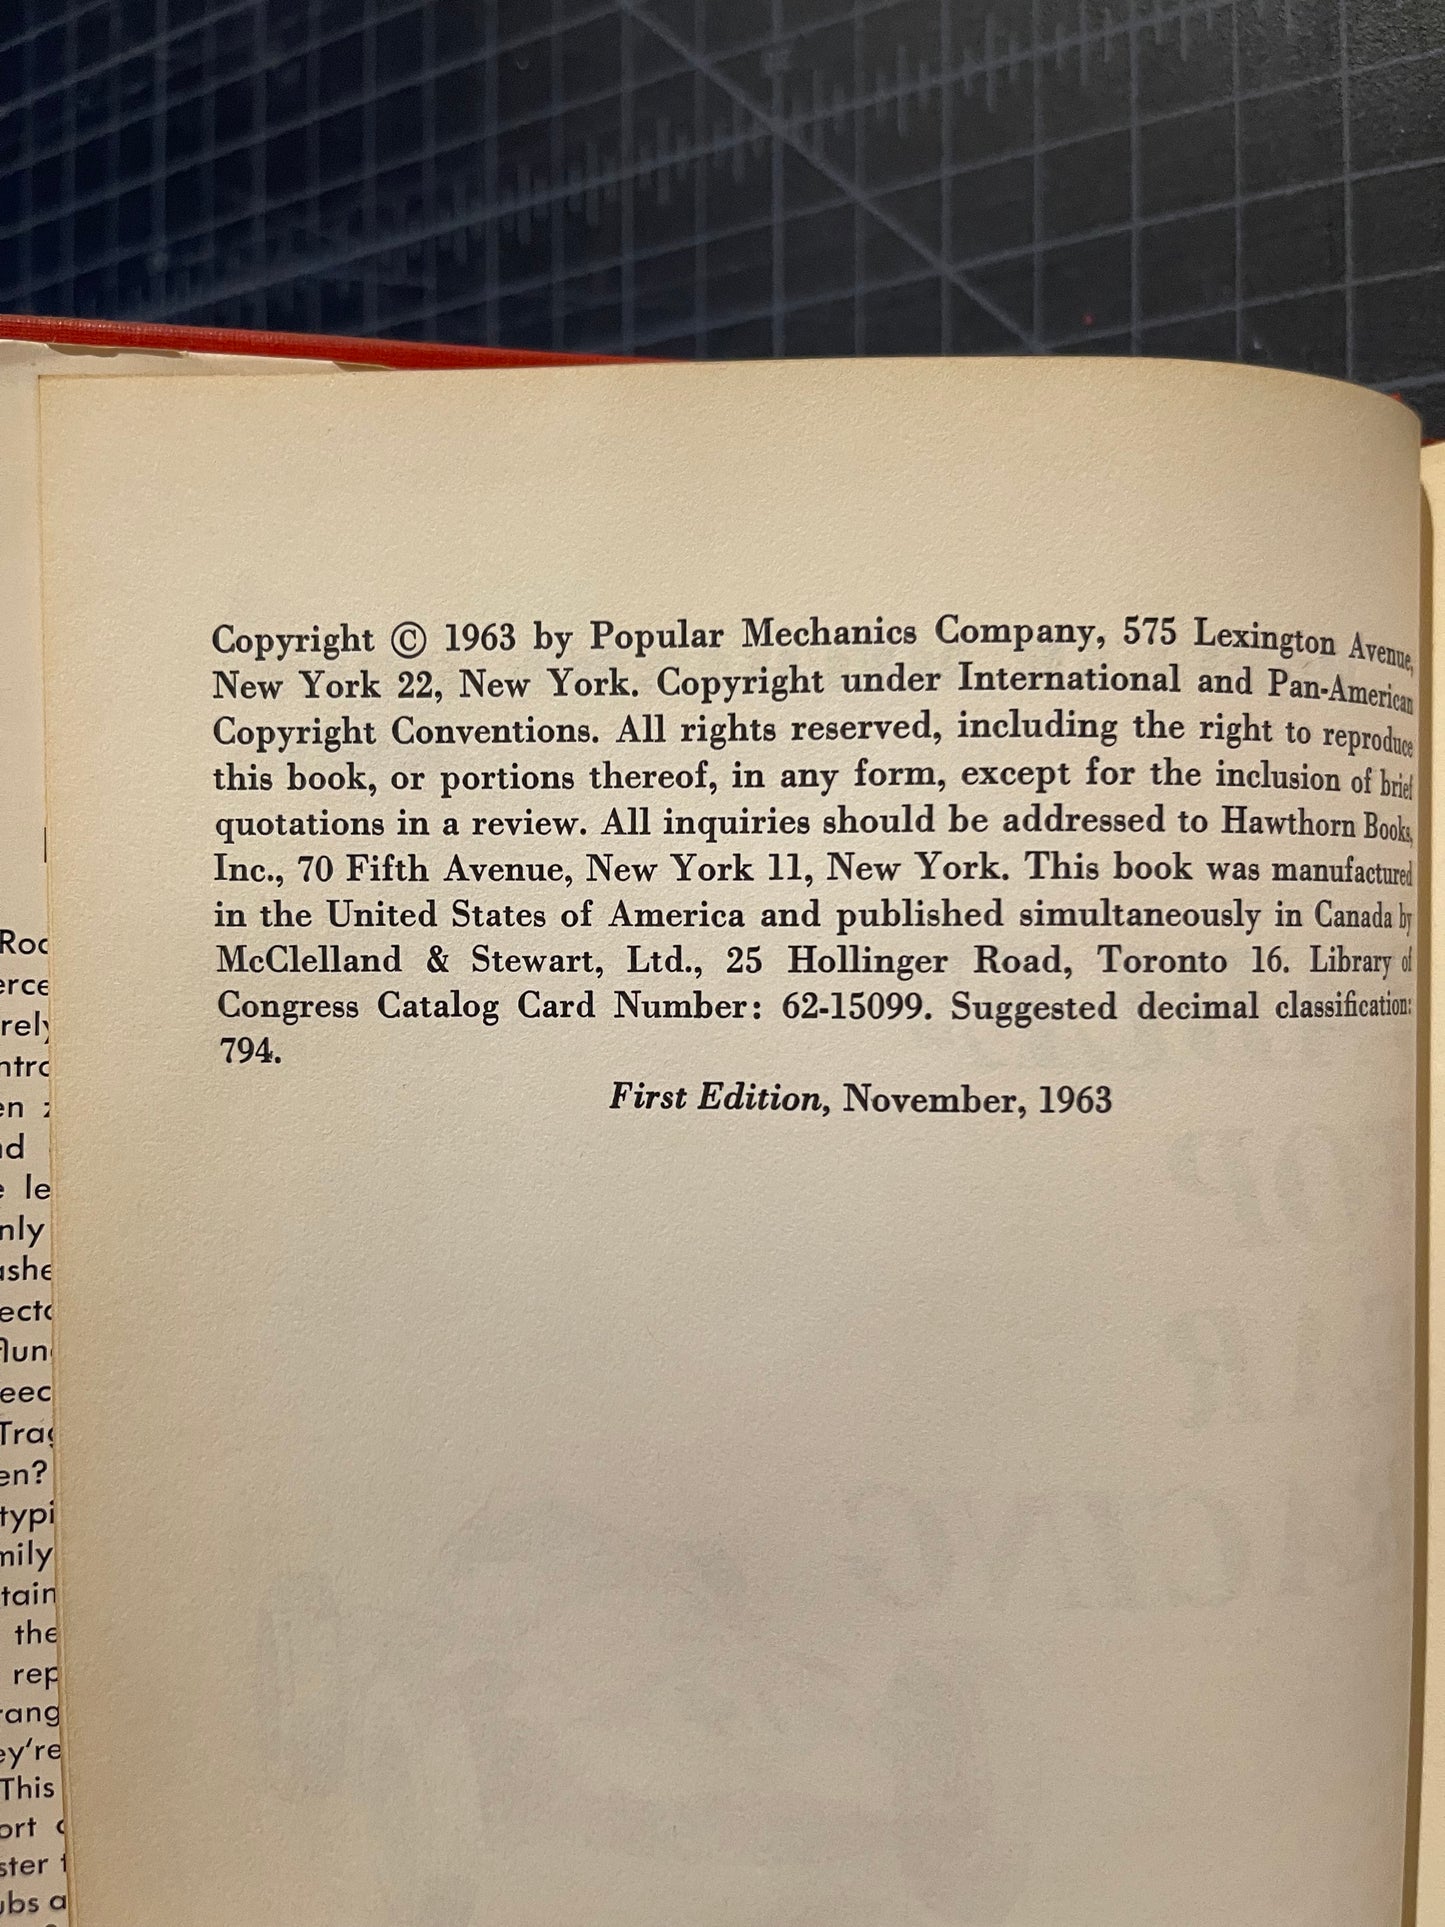 Copyright © 1963 by Popular Mechanics Company, 575 Lexington Avenue,
New York 22, New York. Copyright under International and Pan-American
Copyright Conventions. All rights reserved, including the right to reproduce
this book, or portions thereof, in any form, except for the inclusion of brief
quotations in a review. All inquiries should be addressed to Hawthorn Books,
Inc., 70 Fifth Avenue, New York 11, New York. This book was manufactured
in the United States of America and published simultaneously in Canada by
McClelland & Stewart, Ltd., 25 Hollinger Road, Toronto 16. Library of
Congress Catalog Card Number: 62-15099. Suggested decimal classification:
794.
First Edition, November, 1963